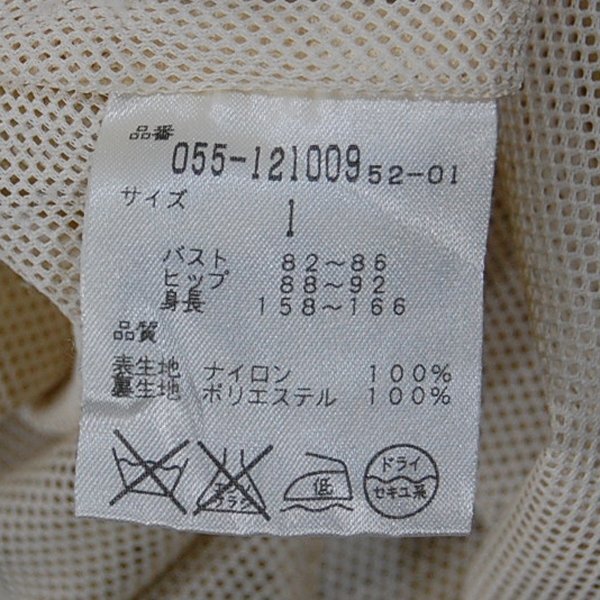 品番 055-121009 52-01
サイズ 1
バスト 82~86
ヒップ 88~92
身長 158~166
品質
表生地 ナイロン 100%
裏生地 ポリエステル 100%
低 ドライ
セキユ系